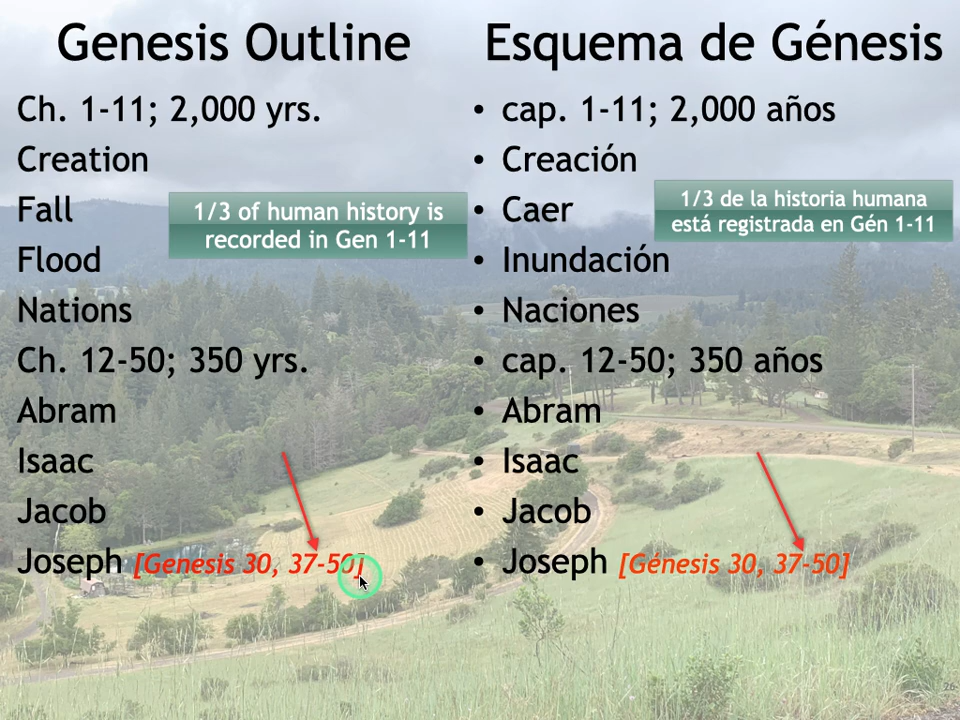 Genesis Outline
Ch. 1-11; 2,000 yrs.
Creation
Fall
1/3 of human history is
recorded in Gen 1-11
Flood
Nations
Ch. 12-50; 350 yrs.
Abram
Isaac
Jacob
Joseph [Genesis 30, 37-50]
Esquema de Génesis
• cap. 1-11; 2,000 años
• Creación
• Caer
1/3 de la historia humana
está registrada en Gén 1-11
• Inundación
• Naciones
• cap. 12-50; 350 años
• Abram
• Isaac
• Jacob
• Joseph [Génesis 30, 37-50]
26